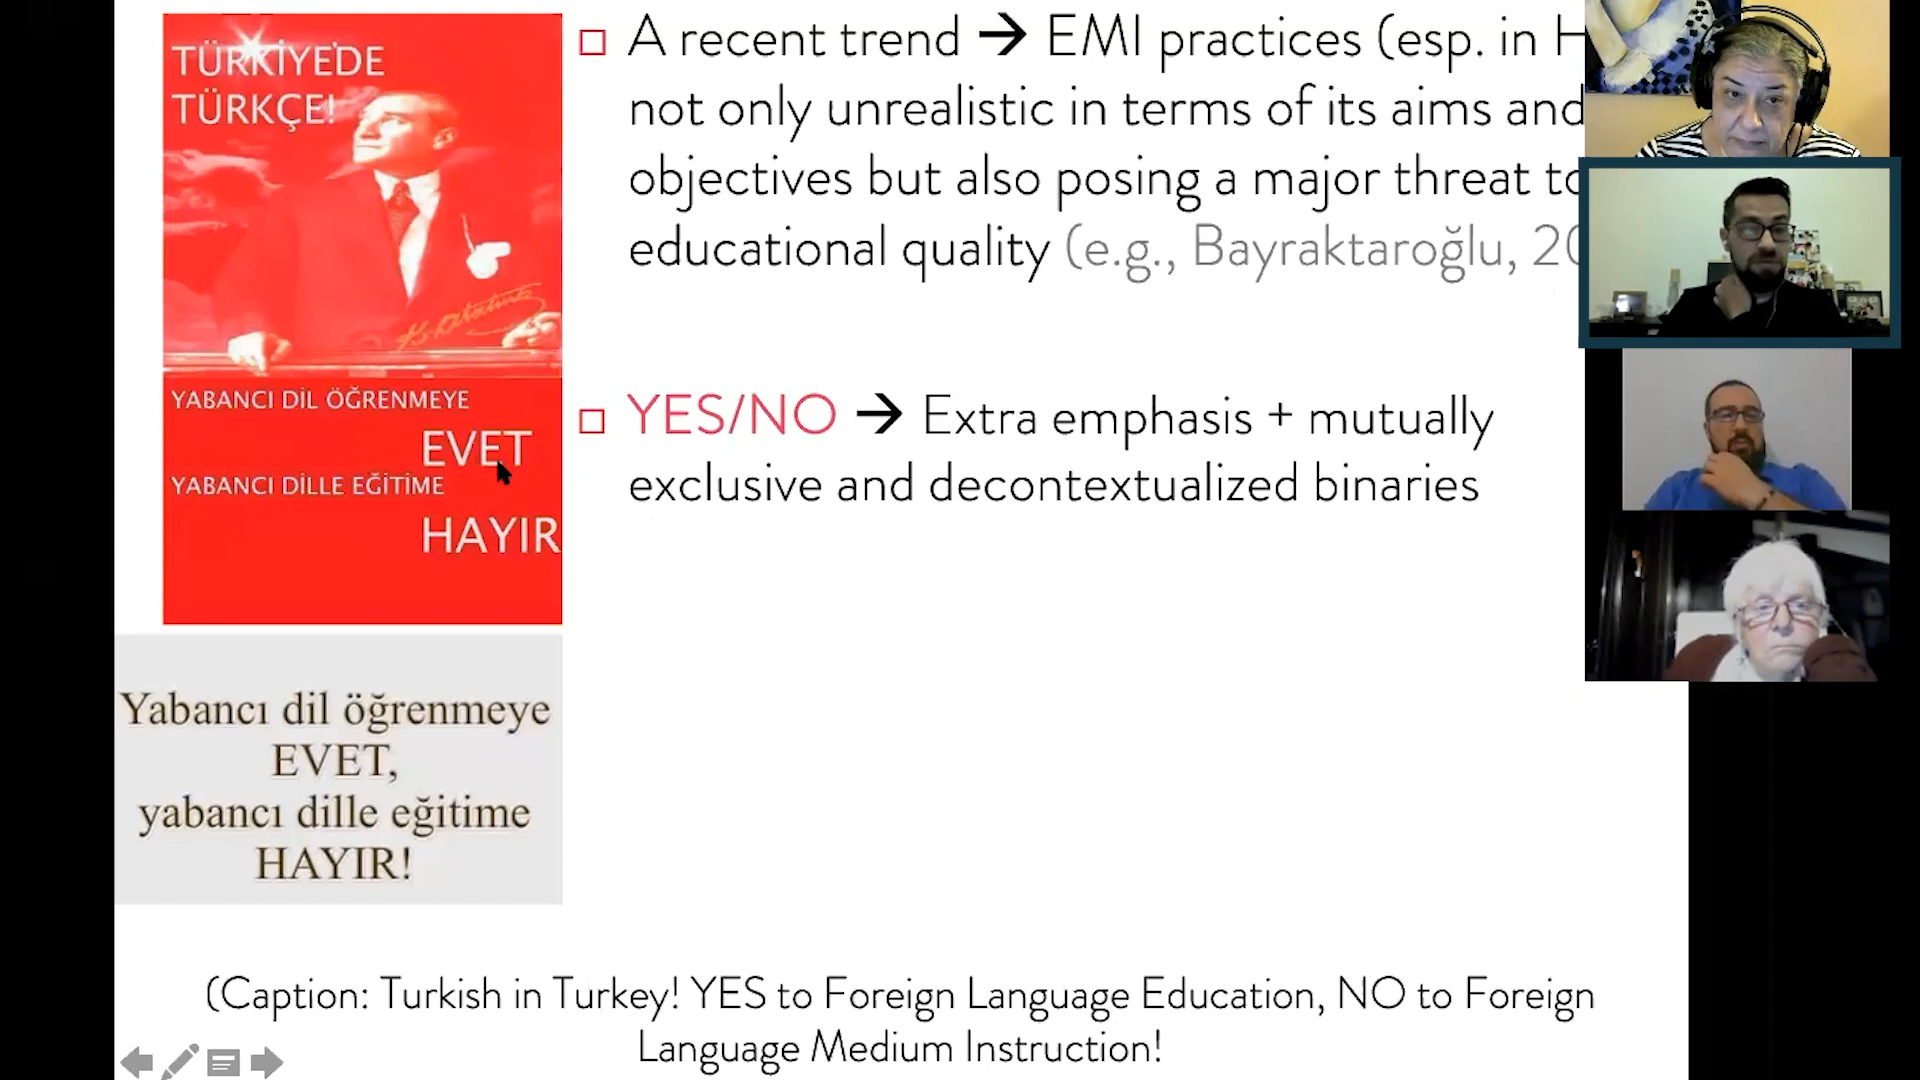 TÜRKİYE'DE
TÜRKÇE!
K. Atatürk
YABANCI DİL ÖĞRENMEYE
EVET
YABANCI DİLLE EĞİTİME
HAYIR
Yabancı dil öğrenmeye
EVET,
yabancı dille eğitime
HAYIR!
□ A recent trend → EMI practices (esp. in H
not only unrealistic in terms of its aims and
objectives but also posing a major threat to
educational quality (e.g., Bayraktaroğlu, 20
□ YES/NO → Extra emphasis + mutually
exclusive and decontextualized binaries
(Caption: Turkish in Turkey! YES to Foreign Language Education, NO to Foreign
Language Medium Instruction!